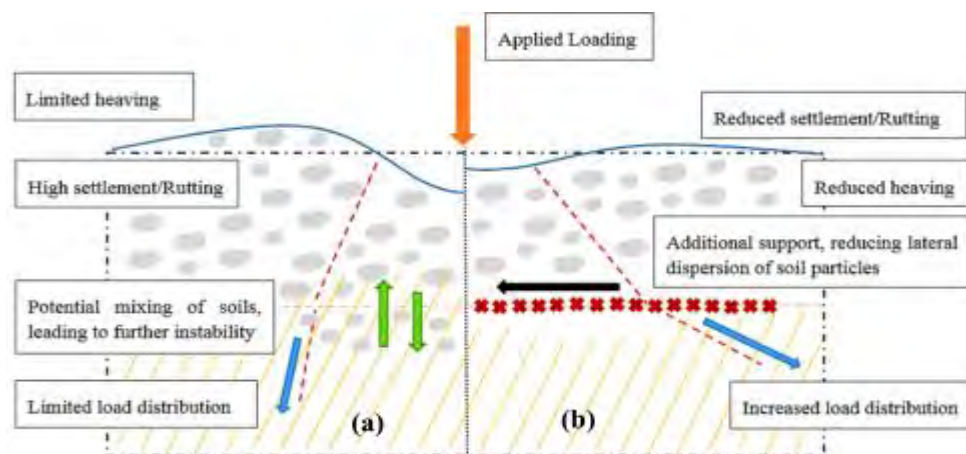 Applied Loading
Limited heaving
Reduced settlement/Rutting
High settlement/Rutting
Reduced heaving
Additional support, reducing lateral
dispersion of soil particles
Potential mixing of soils,
leading to further instability
Limited load distribution
(a)
(b)
Increased load distribution